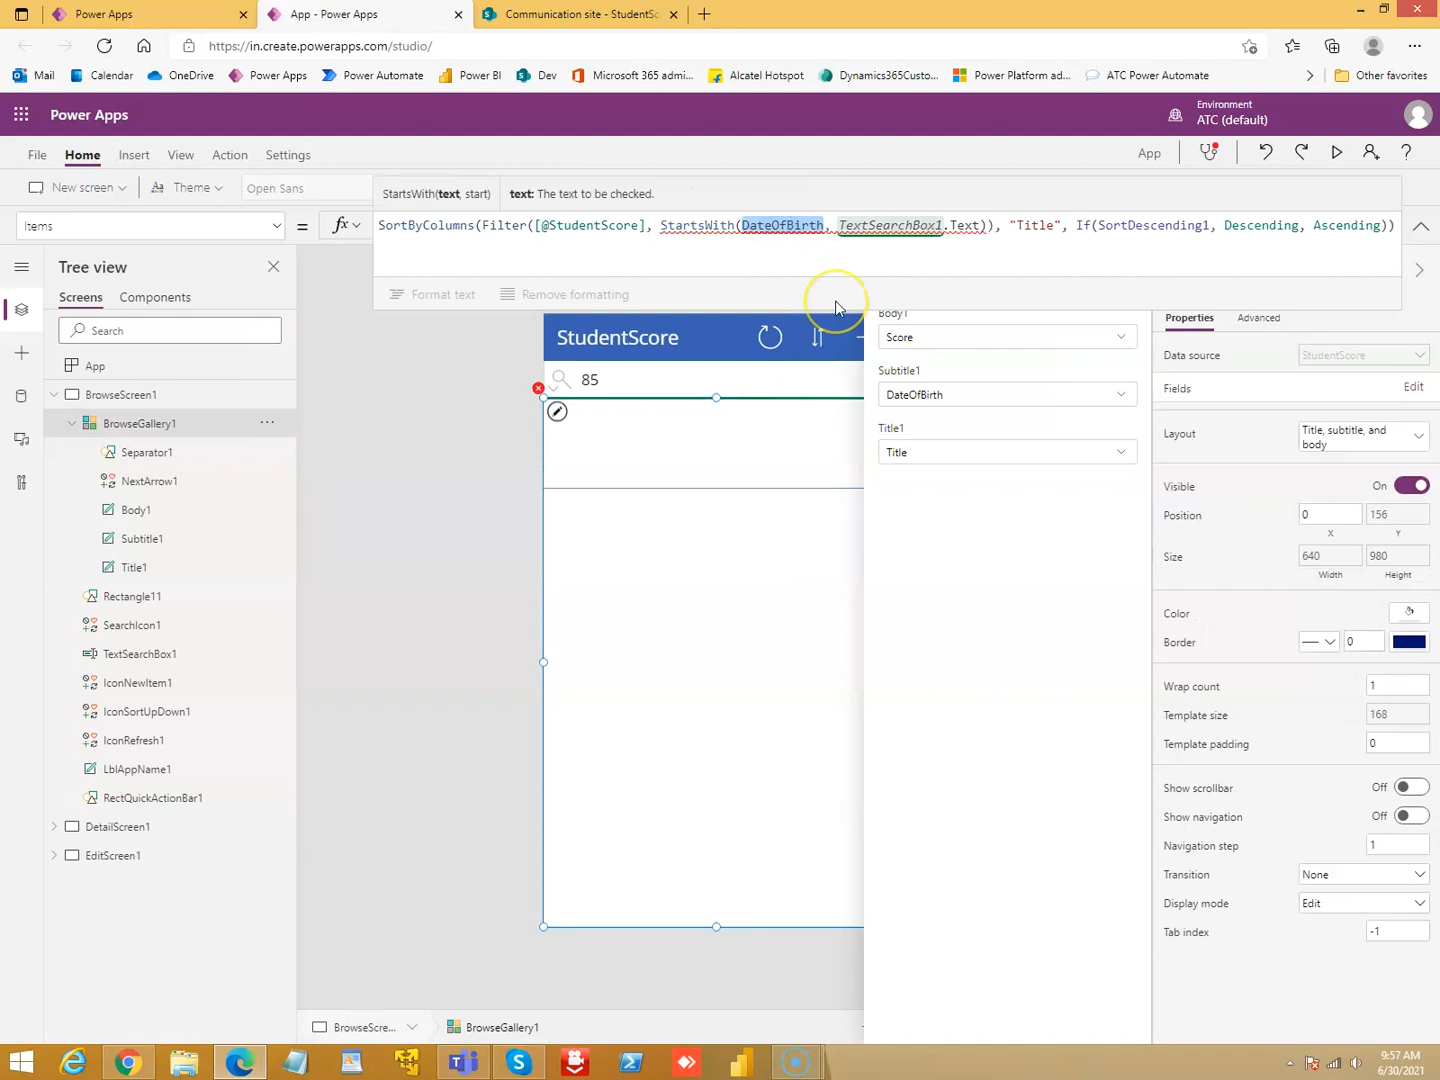 Power Apps
App - Power Apps
Communication site - StudentSc
https://in.create.powerapps.com/studio/
Mail
Calendar
OneDrive
Power Apps
Power Automate
Power BI
Dev
Microsoft 365 admi...
Alcatel Hotspot
Dynamics365Custo...
Power Platform ad...
ATC Power Automate
Other favorites
Power Apps
Environment
ATC (default)
File
Home
Insert
View
Action
Settings
App
New screen
Theme
Open Sans
StartsWith(text, start)
text: The text to be checked.
Items
=
fx
SortByColumns(Filter([@StudentScore], StartsWith(DateOfBirth, TextSearchBox1.Text)), "Title", If(SortDescending1, Descending, Ascending))
Format text
Remove formatting
Tree view
Screens
Components
Search
App
BrowseScreen1
BrowseGallery1
Separator1
NextArrow1
Body1
Subtitle1
Title1
Rectangle11
SearchIcon1
TextSearchBox1
IconNewItem1
IconSortUpDown1
IconRefresh1
LblAppName1
RectQuickActionBar1
DetailScreen1
EditScreen1
StudentScore
85
Body1
Score
Subtitle1
DateOfBirth
Title1
Title
Properties
Advanced
Data source
StudentScore
Fields
Edit
Layout
Title, subtitle, and
body
Visible
On
Position
0
156
X
Y
Size
640
980
Width
Height
Color
Border
0
Wrap count
1
Template size
168
Template padding
0
Show scrollbar
Off
Show navigation
Off
Navigation step
1
Transition
None
Display mode
Edit
Tab index
-1
BrowseScre...
BrowseGallery1
9:57 AM
6/30/2021